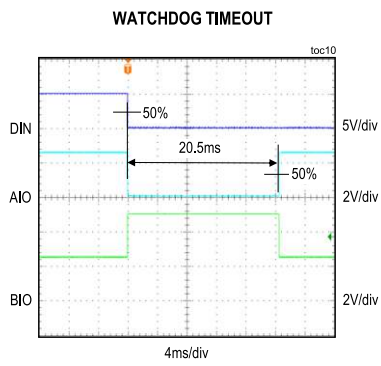 WATCHDOG TIMEOUT
toc10
50%
DIN
5V/div
20.5ms
50%
AIO
2V/div
BIO
2V/div
4ms/div